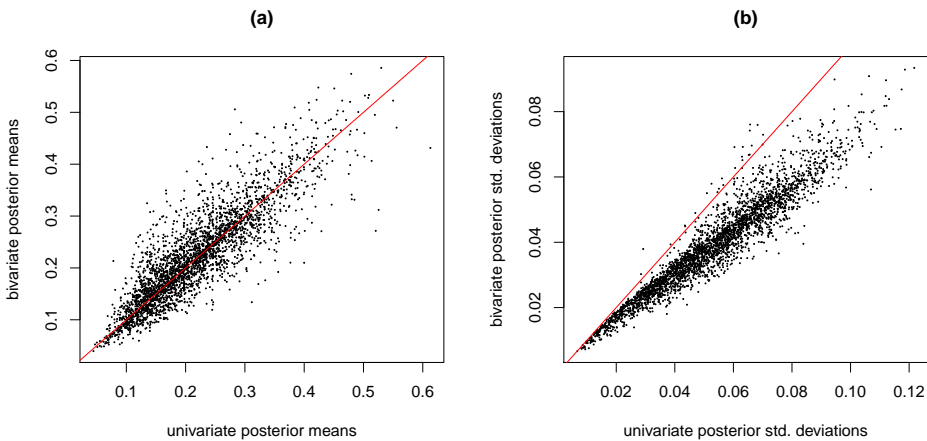 (a)
bivariate posterior means
0.6
0.5
0.4
0.3
0.2
0.1
0.1 0.2 0.3 0.4 0.5 0.6
univariate posterior means
(b)
bivariate posterior std. deviations
0.08
0.06
0.04
0.02
0.02 0.04 0.06 0.08 0.10 0.12
univariate posterior std. deviations